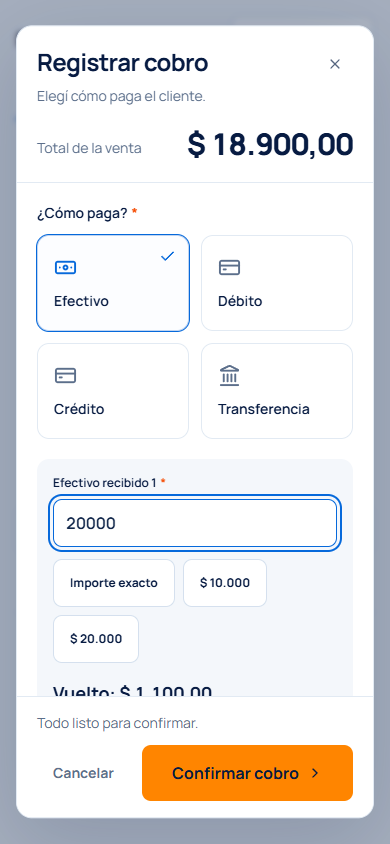 Registrar cobro
Elegí cómo paga el cliente.
Total de la venta $ 18.900,00
¿Cómo paga? *
Efectivo
Débito
Crédito
Transferencia
Efectivo recibido 1 *
20000
Importe exacto
$ 10.000
$ 20.000
Vuelto: $ 1.100,00
Todo listo para confirmar.
Cancelar
Confirmar cobro